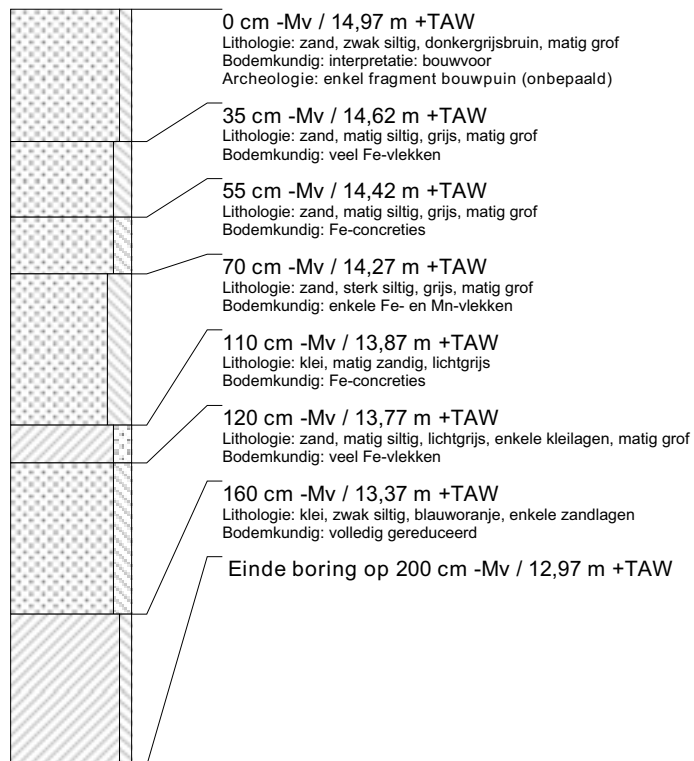 0 cm -Mv / 14,97 m +TAW
Lithologie: zand, zwak siltig, donkergrijsbruin, matig grof
Bodemkundig: interpretatie: bouwvoor
Archeologie: enkel fragment bouwpuin (onbepaald)
35 cm -Mv / 14,62 m +TAW
Lithologie: zand, matig siltig, grijs, matig grof
Bodemkundig: veel Fe-vlekken
55 cm -Mv / 14,42 m +TAW
Lithologie: zand, matig siltig, grijs, matig grof
Bodemkundig: Fe-concreties
70 cm -Mv / 14,27 m +TAW
Lithologie: zand, sterk siltig, grijs, matig grof
Bodemkundig: enkele Fe- en Mn-vlekken
110 cm -Mv / 13,87 m +TAW
Lithologie: klei, matig zandig, lichtgrijs
Bodemkundig: Fe-concreties
120 cm -Mv / 13,77 m +TAW
Lithologie: zand, matig siltig, lichtgrijs, enkele kleilagen, matig grof
Bodemkundig: veel Fe-vlekken
160 cm -Mv / 13,37 m +TAW
Lithologie: klei, zwak siltig, blauworanje, enkele zandlagen
Bodemkundig: volledig gereduceerd
Einde boring op 200 cm -Mv / 12,97 m +TAW